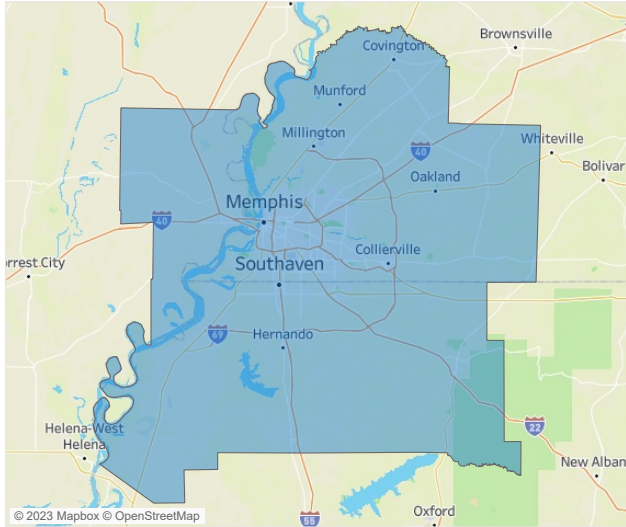 Covington
Brownsville
Munford
Millington
40
Whiteville
Oakland
Bolivar
Memphis
40
Collierville
rrest City
Southaven
69
Hernando
Helena-West
Helena
22
New Alban
Oxford
55
© 2023 Mapbox © OpenStreetMap